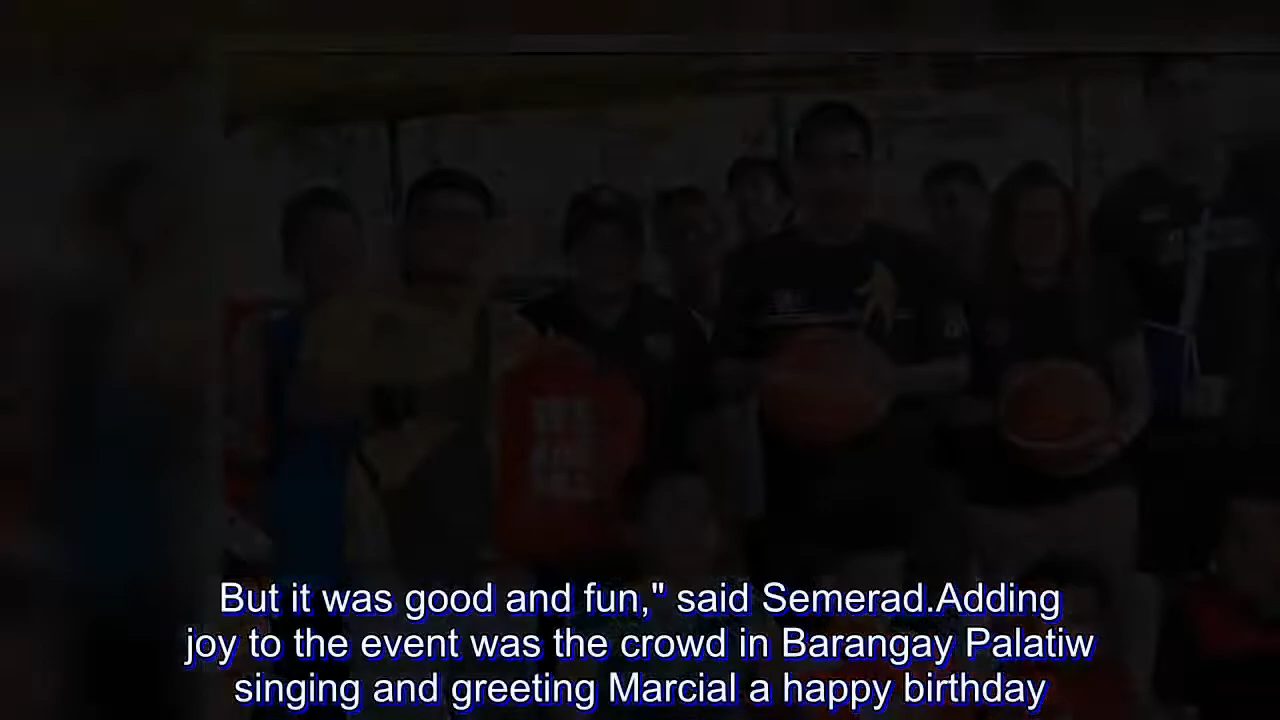 But it was good and fun," said Semerad.Adding
joy to the event was the crowd in Barangay Palatiw
singing and greeting Marcial a happy birthday